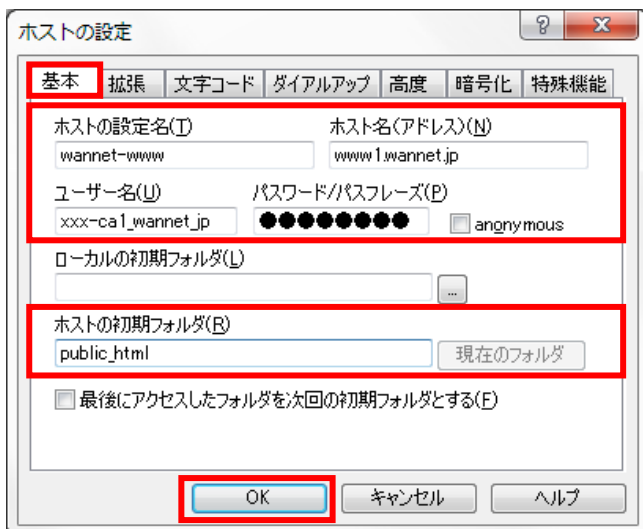 ホストの設定
基本 拡張 文字コード ダイアルアップ 高度 暗号化 特殊機能
ホストの設定名(T) ホスト名(アドレス)(N)
wannet-www www1.wannet.jp
ユーザー名(U) パスワード/パスフレーズ(P)
xxx-ca1_wannet_jp ●●●●●●●● anonymous
ローカルの初期フォルダ(L)
...
ホストの初期フォルダ(R)
public_html 現在のフォルダ
最後にアクセスしたフォルダを次回の初期フォルダとする(F)
OK キャンセル ヘルプ